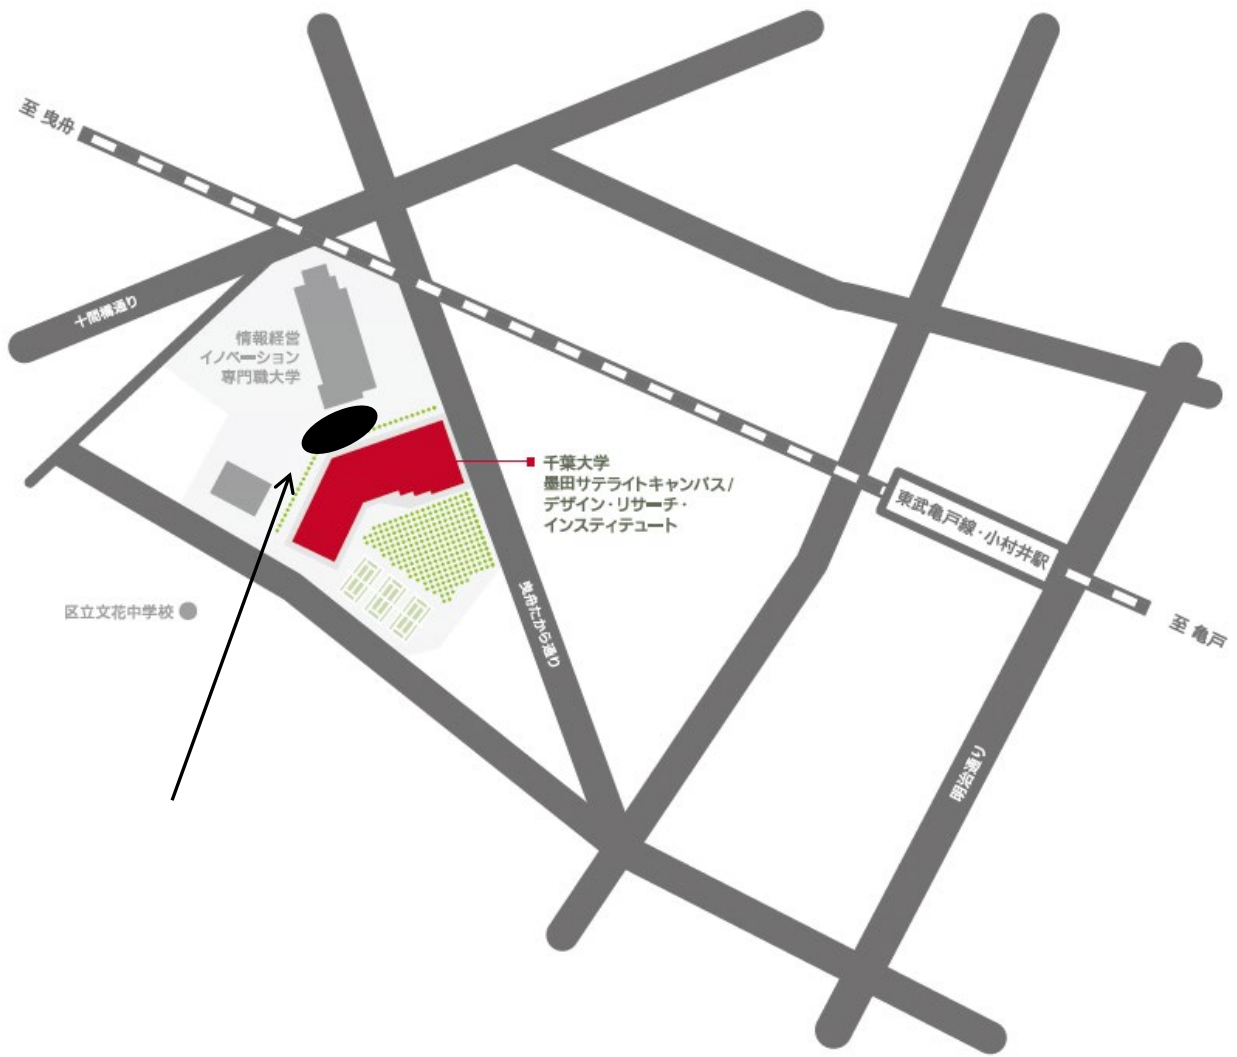 至 曳舟
十間橋通り
情報経営
イノベーション
専門職大学
千葉大学
墨田サテライトキャンパス/
デザイン・リサーチ・
インスティテュート
東武亀戸線・小村井駅
曳舟たから通り
区立文花中学校
至 亀戸
明治通り